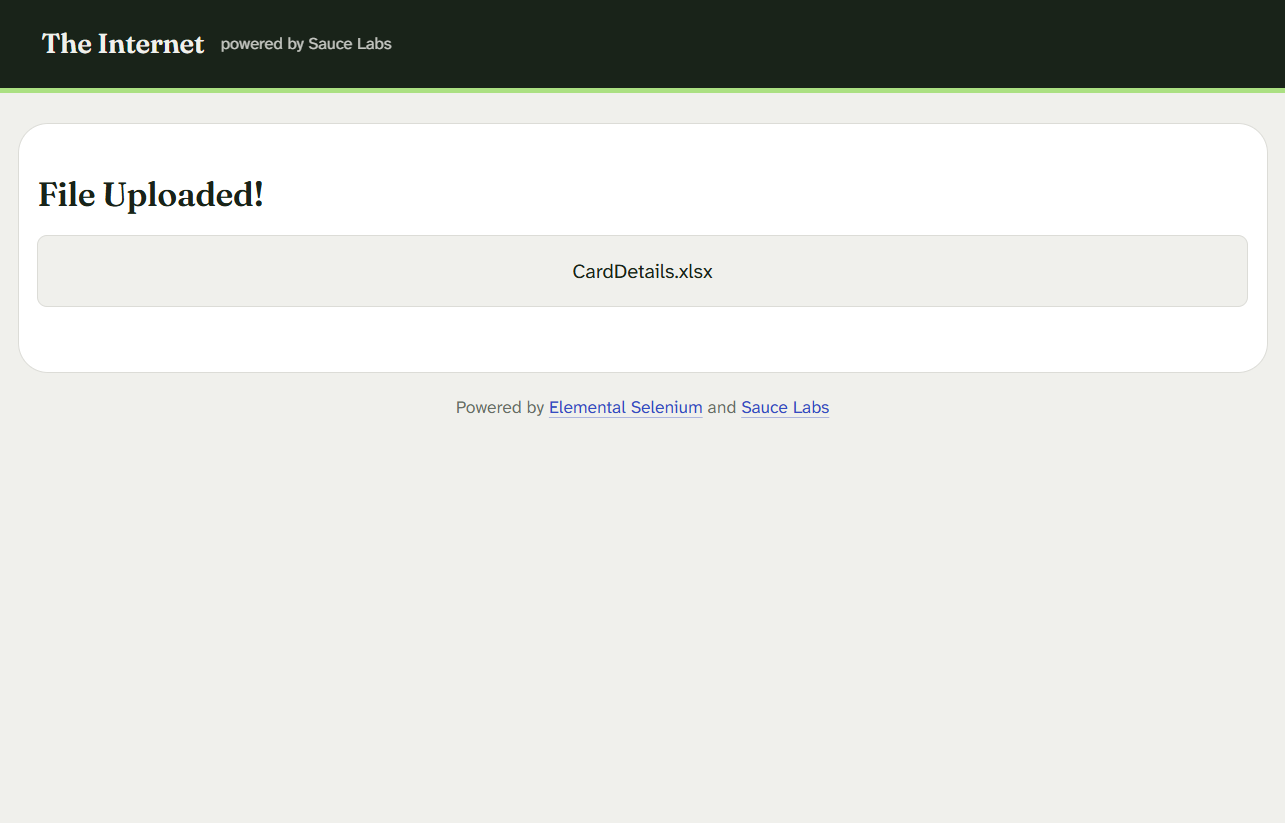 The Internet powered by Sauce Labs
File Uploaded!
CardDetails.xlsx
Powered by Elemental Selenium and Sauce Labs